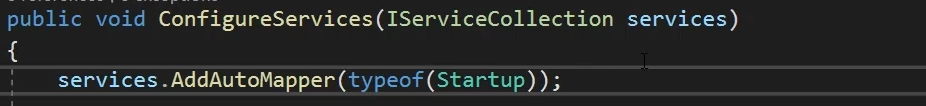 public void ConfigureServices(IServiceCollection services)
{
services.AddAutoMapper(typeof(Startup));